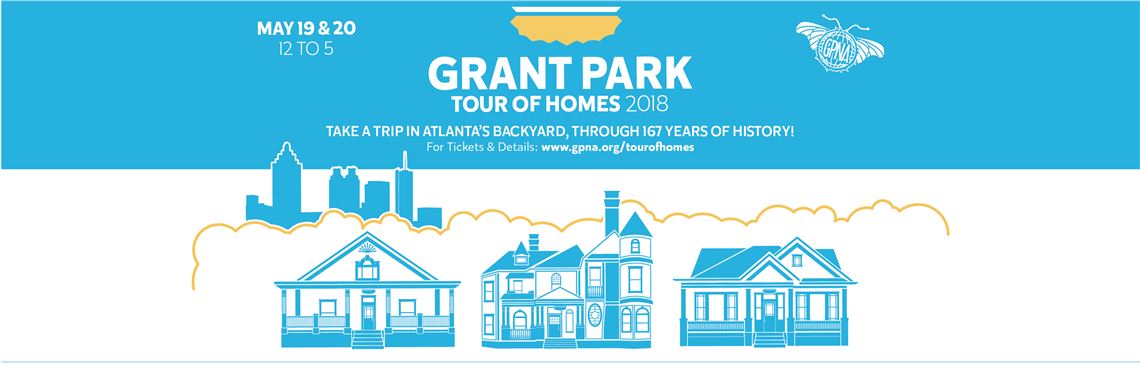 MAY 19 & 20
12 TO 5
GPNA
GRANT PARK
TOUR OF HOMES 2018
TAKE A TRIP IN ATLANTA'S BACKYARD, THROUGH 167 YEARS OF HISTORY!
For Tickets & Details: www.gpna.org/tourofhomes